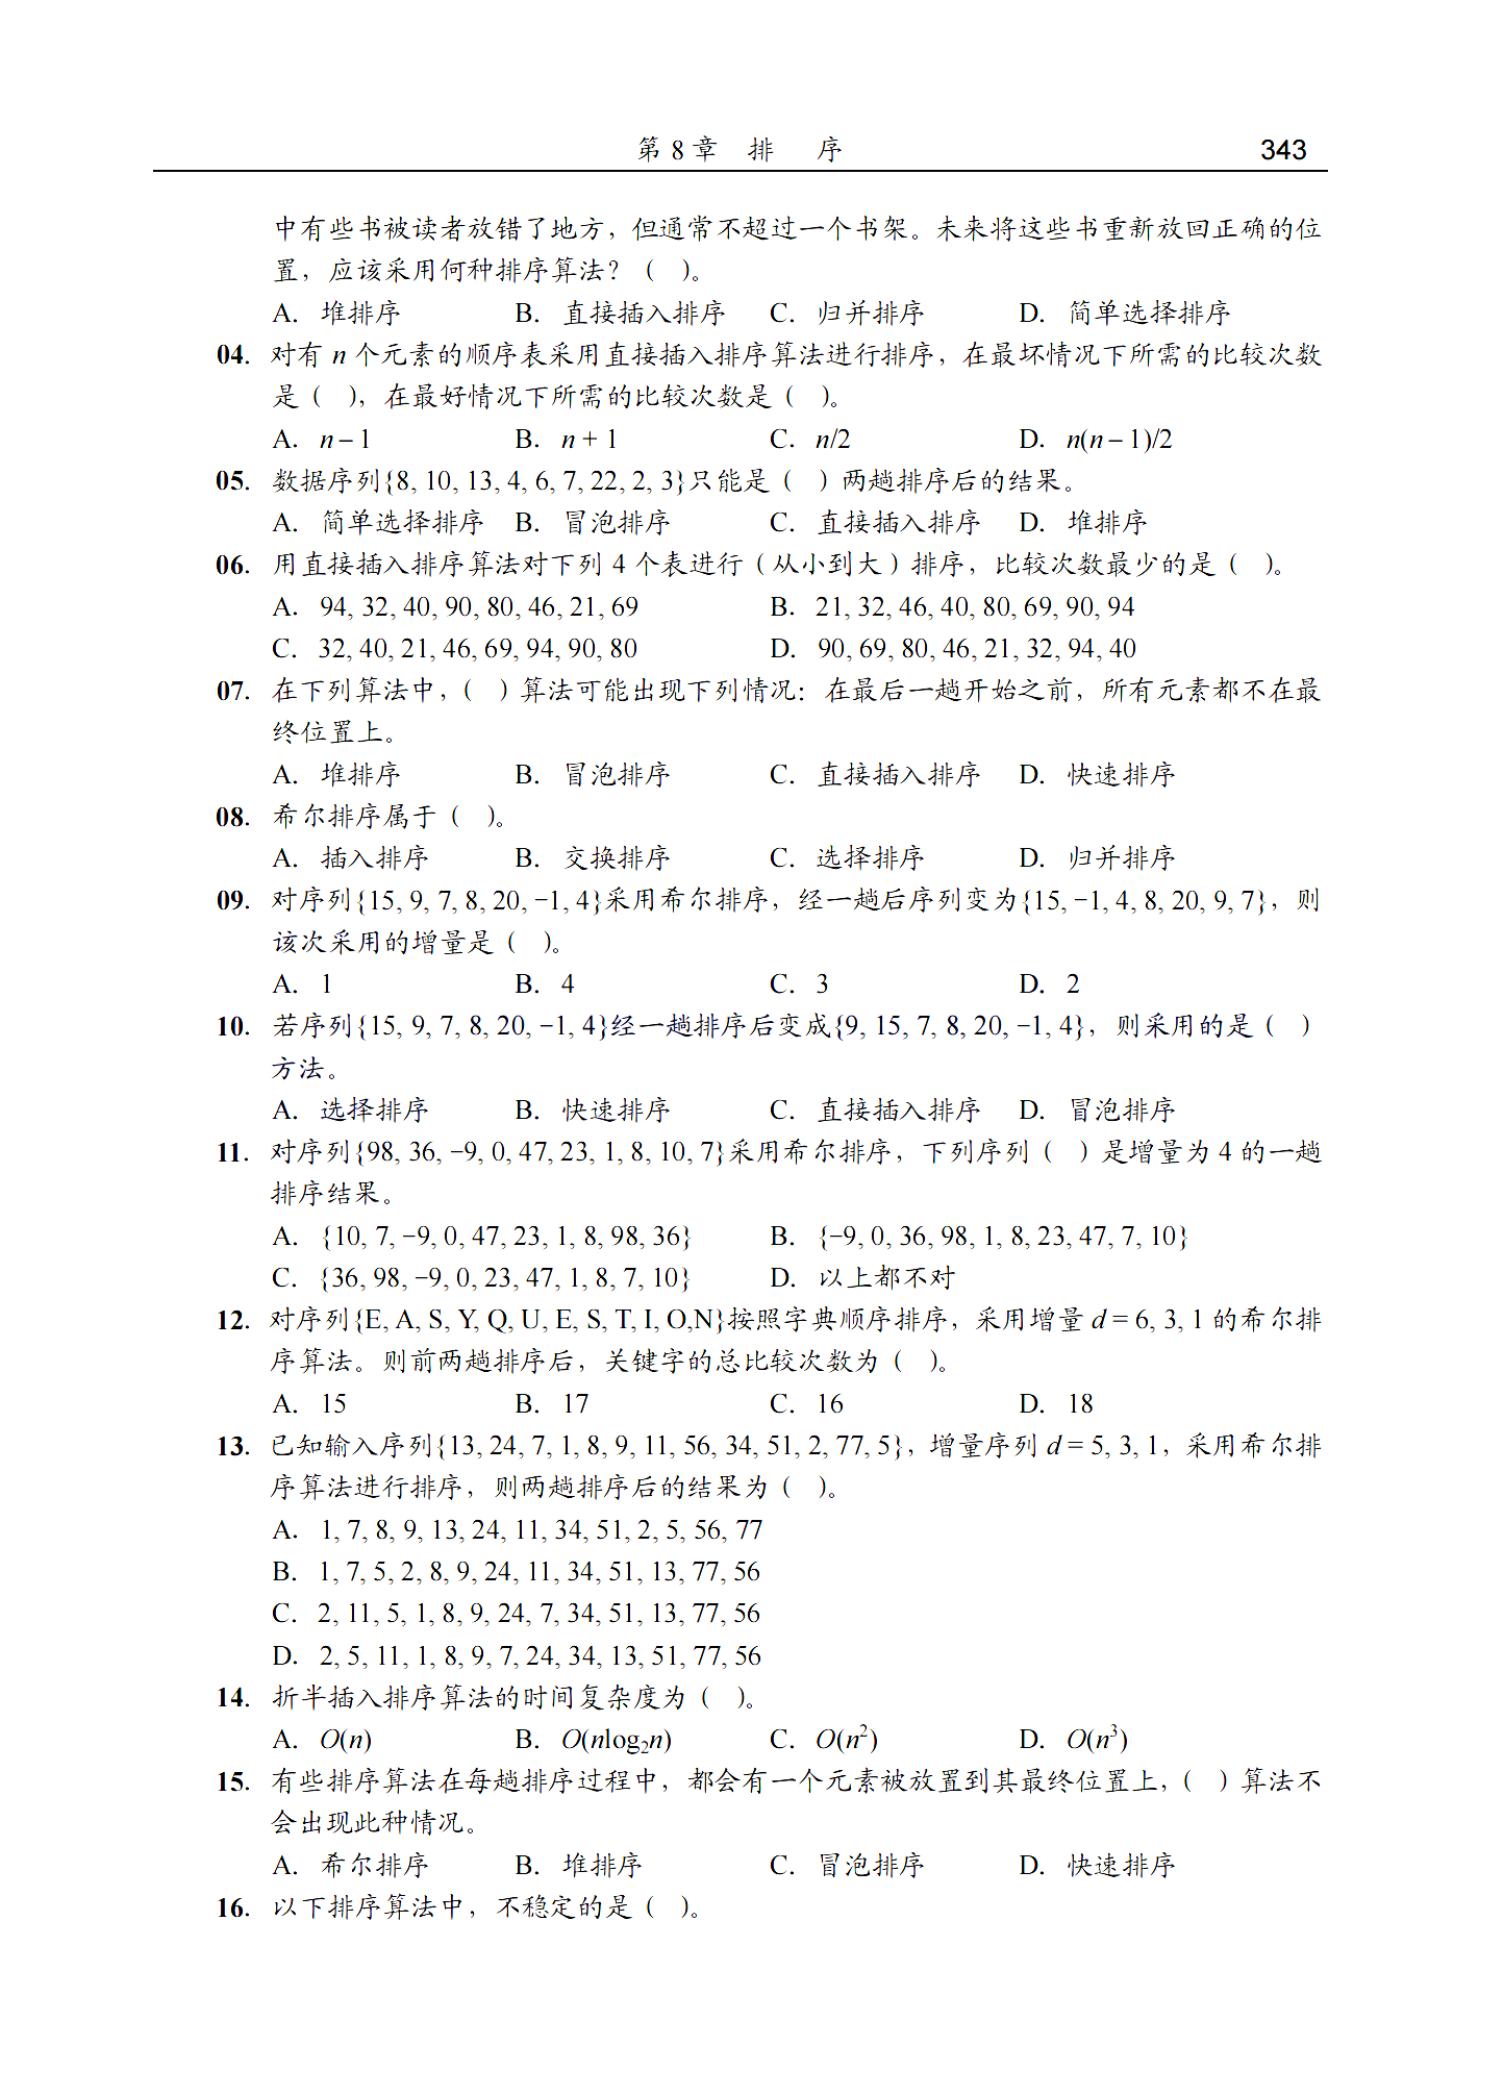 第 8 章 排 序 343
中有些书被读者放错了地方，但通常不超过一个书架。未来将这些书重新放回正确的位
置，应该采用何种排序算法？（ ）。
A. 堆排序 B. 直接插入排序 C. 归并排序 D. 简单选择排序
04. 对有 n 个元素的顺序表采用直接插入排序算法进行排序，在最坏情况下所需的比较次数
是（ ），在最好情况下所需的比较次数是（ ）。
A. n – 1 B. n + 1 C. n/2 D. n(n – 1)/2
05. 数据序列{8, 10, 13, 4, 6, 7, 22, 2, 3}只能是（ ）两趟排序后的结果。
A. 简单选择排序 B. 冒泡排序 C. 直接插入排序 D. 堆排序
06. 用直接插入排序算法对下列 4 个表进行（从小到大）排序，比较次数最少的是（ ）。
A. 94, 32, 40, 90, 80, 46, 21, 69 B. 21, 32, 46, 40, 80, 69, 90, 94
C. 32, 40, 21, 46, 69, 94, 90, 80 D. 90, 69, 80, 46, 21, 32, 94, 40
07. 在下列算法中，（ ）算法可能出现下列情况：在最后一趟开始之前，所有元素都不在最
终位置上。
A. 堆排序 B. 冒泡排序 C. 直接插入排序 D. 快速排序
08. 希尔排序属于（ ）。
A. 插入排序 B. 交换排序 C. 选择排序 D. 归并排序
09. 对序列{15, 9, 7, 8, 20, −1, 4}采用希尔排序，经一趟后序列变为{15, −1, 4, 8, 20, 9, 7}，则
该次采用的增量是（ ）。
A. 1 B. 4 C. 3 D. 2
10. 若序列{15, 9, 7, 8, 20, −1, 4}经一趟排序后变成{9, 15, 7, 8, 20, −1, 4}，则采用的是（ ）
方法。
A. 选择排序 B. 快速排序 C. 直接插入排序 D. 冒泡排序
11. 对序列{98, 36, −9, 0, 47, 23, 1, 8, 10, 7}采用希尔排序，下列序列（ ）是增量为 4 的一趟
排序结果。
A. {10, 7, −9, 0, 47, 23, 1, 8, 98, 36} B. {−9, 0, 36, 98, 1, 8, 23, 47, 7, 10}
C. {36, 98, −9, 0, 23, 47, 1, 8, 7, 10} D. 以上都不对
12. 对序列{E, A, S, Y, Q, U, E, S, T, I, O,N}按照字典顺序排序，采用增量 d = 6, 3, 1 的希尔排
序算法。则前两趟排序后，关键字的总比较次数为（ ）。
A. 15 B. 17 C. 16 D. 18
13. 已知输入序列{13, 24, 7, 1, 8, 9, 11, 56, 34, 51, 2, 77, 5}，增量序列 d = 5, 3, 1，采用希尔排
序算法进行排序，则两趟排序后的结果为（ ）。
A. 1, 7, 8, 9, 13, 24, 11, 34, 51, 2, 5, 56, 77
B. 1, 7, 5, 2, 8, 9, 24, 11, 34, 51, 13, 77, 56
C. 2, 11, 5, 1, 8, 9, 24, 7, 34, 51, 13, 77, 56
D. 2, 5, 11, 1, 8, 9, 7, 24, 34, 13, 51, 77, 56
14. 折半插入排序算法的时间复杂度为（ ）。
A. O(n) B. O(nlog₂n) C. O(n²) D. O(n³)
15. 有些排序算法在每趟排序过程中，都会有一个元素被放置到其最终位置上，（ ）算法不
会出现此种情况。
A. 希尔排序 B. 堆排序 C. 冒泡排序 D. 快速排序
16. 以下排序算法中，不稳定的是（ ）。